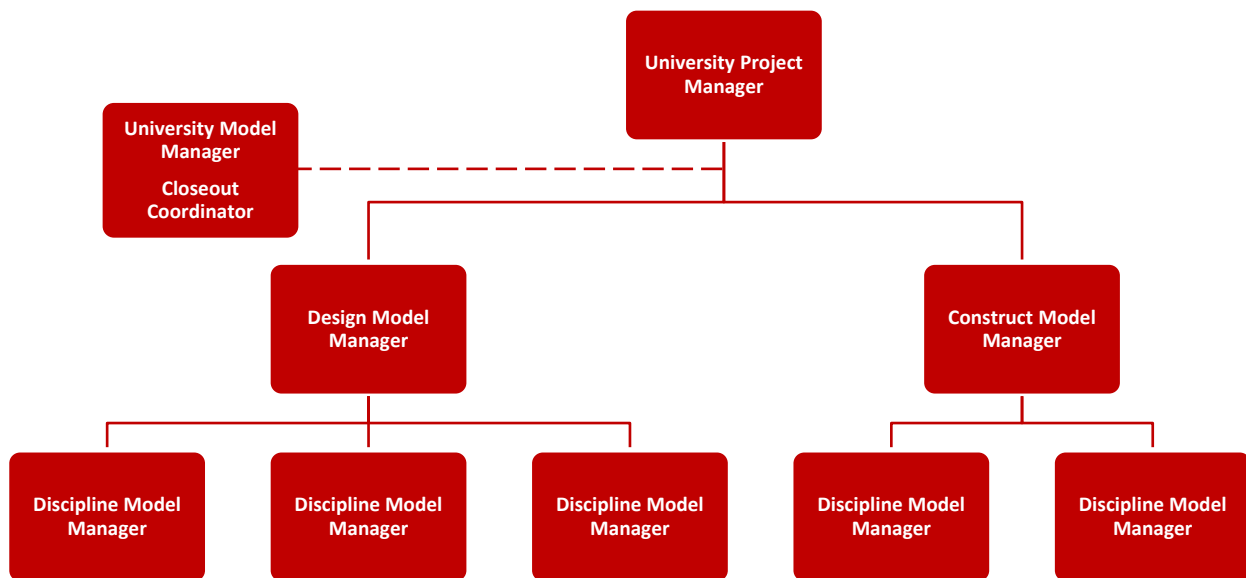 University Project
Manager
University Model
Manager
Closeout
Coordinator
Design Model
Manager
Construct Model
Manager
Discipline Model
Manager
Discipline Model
Manager
Discipline Model
Manager
Discipline Model
Manager
Discipline Model
Manager